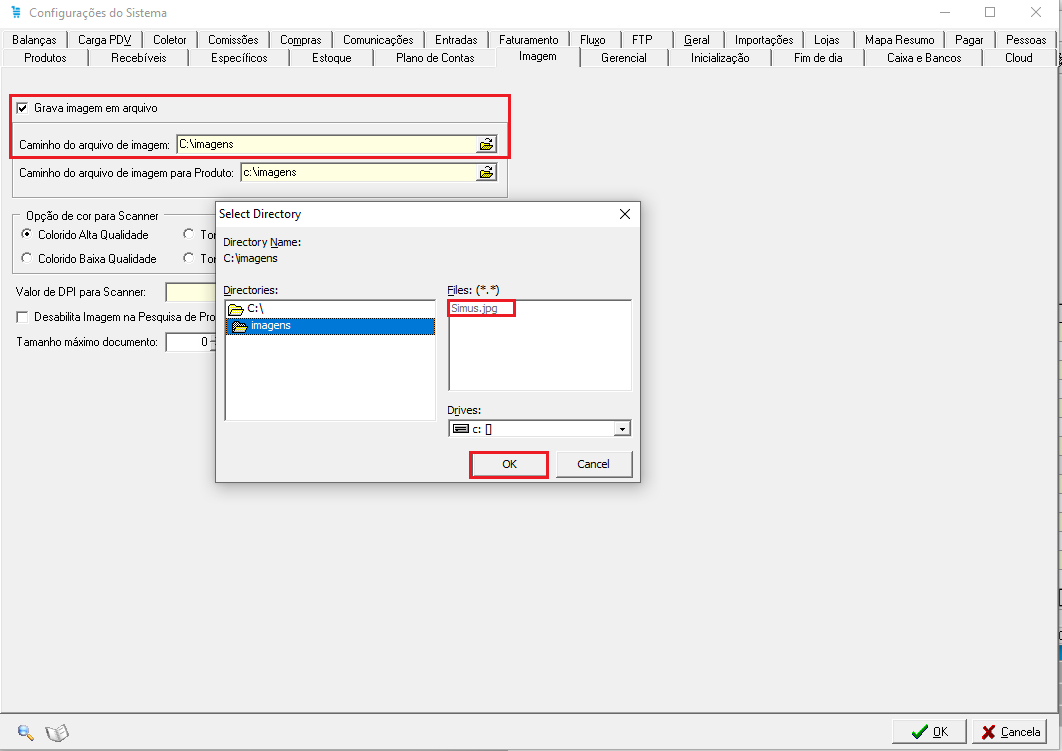 Configurações do Sistema
Balanças Carga PDV Coletor Comissões Compras Comunicações Entradas Faturamento Fluxo FTP Geral Importações Lojas Mapa Resumo Pagar Pessoas
Produtos Recebíveis Específicos Estoque Plano de Contas Imagem Gerencial Inicialização Fim de dia Caixa e Bancos Cloud
Grava imagem em arquivo
Caminho do arquivo de imagem: C:\imagens
Caminho do arquivo de imagem para Produto: c:\imagens
Opção de cor para Scanner
Colorido Alta Qualidade
Colorido Baixa Qualidade
Valor de DPI para Scanner:
Desabilita Imagem na Pesquisa de Pro
Tamanho máximo documento: 0
Select Directory
Directory Name:
C:\imagens
Directories:
C:\
imagens
Files: (*.*)
Simus.jpg
Drives:
c: []
OK Cancel
OK Cancela